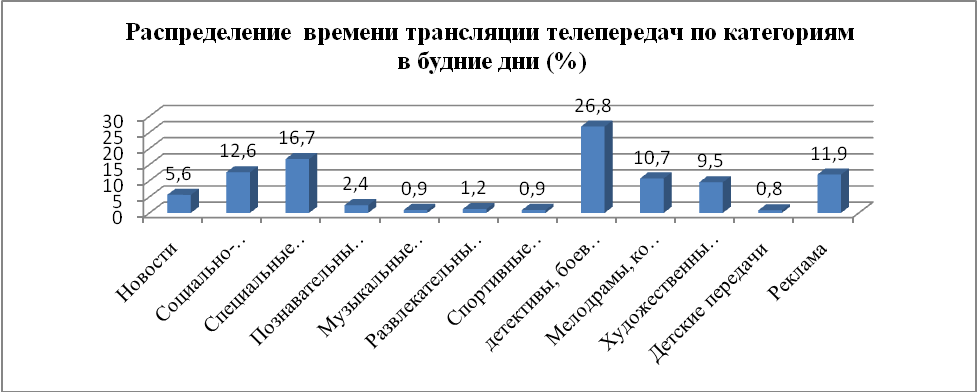 Распределение времени трансляции телепередач по категориям
в будние дни (%)
30
25
20
15
10
5
0
5,6
12,6
16,7
2,4
0,9
1,2
0,9
26,8
10,7
9,5
0,8
11,9
Новости
Социально-..
Специальные..
Познавательны..
Музыкальные..
Развлекательны..
Спортивные..
детективы, боев..
Мелодрамы, ко..
Художественны..
Детские передачи
Реклама